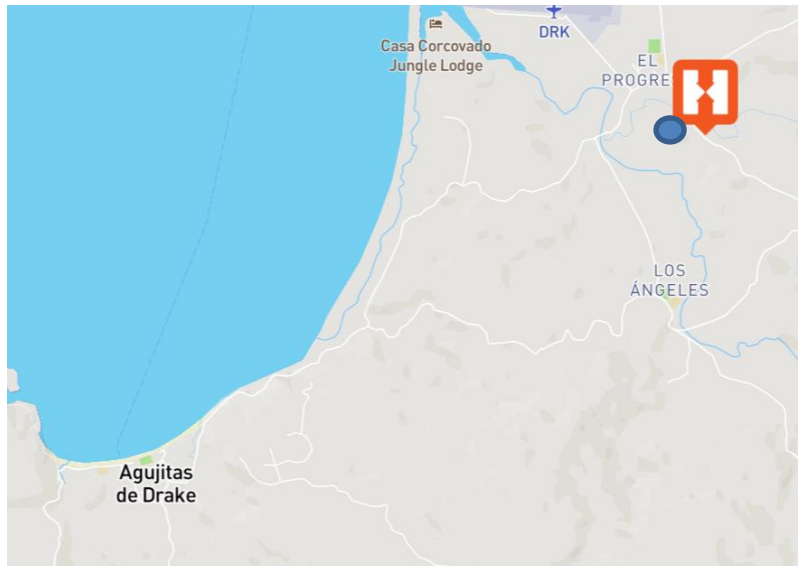 Casa Corcovado
Jungle Lodge
DRK
EL
PROGRE
LOS
ÁNGELES
Agujitas
de Drake